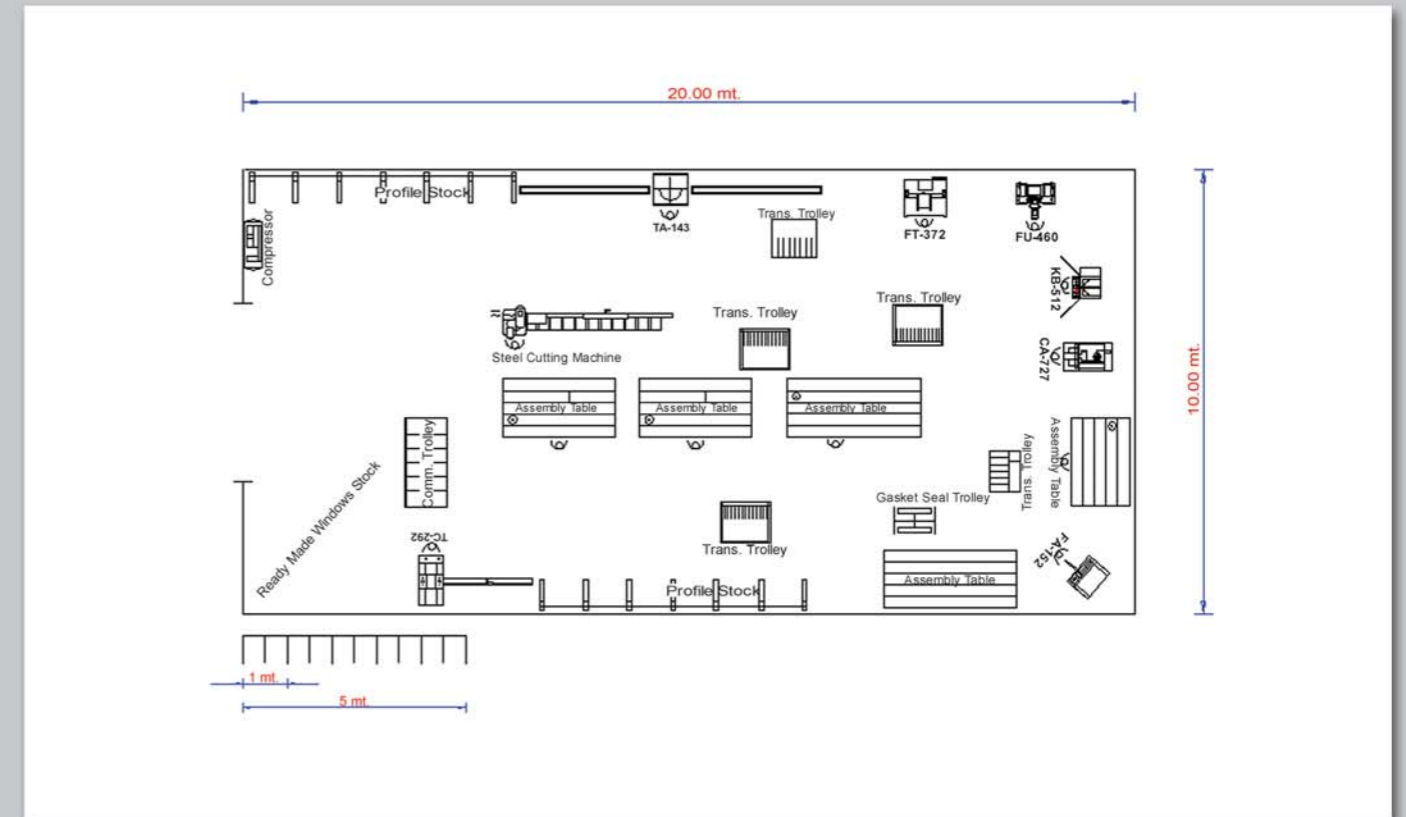 20.00 mt.
Profile Stock
TA-143
Trans. Trolley
FT-372
FU-460
Compressor
KB-512
Trans. Trolley
Trans. Trolley
Steel Cutting Machine
CA-727
10.00 mt.
Assembly Table
Assembly Table
Assembly Table
Comm. Trolley
Trans. Trolley
Assembly Table
Ready Made Windows Stock
Gasket Seal Trolley
TC-292
Trans. Trolley
FA-152
Profile Stock
Assembly Table
1 mt.
5 mt.